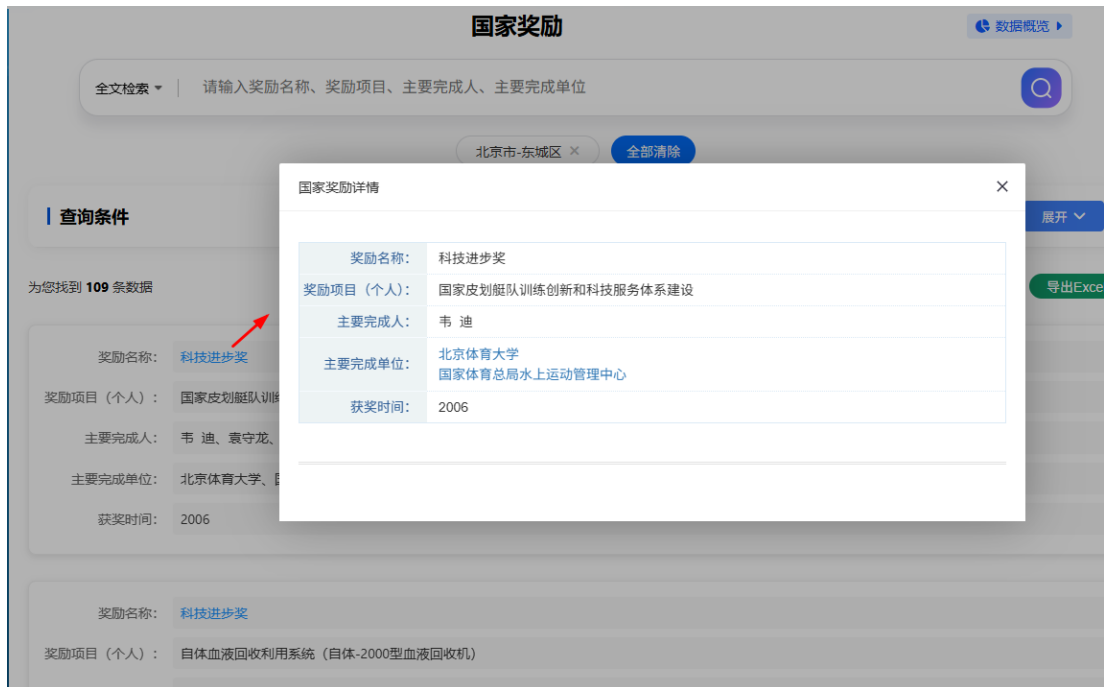 国家奖励
数据概览
全文检索
请输入奖励名称、奖励项目、主要完成人、主要完成单位
北京市-东城区 ×
全部清除
国家奖励详情
查询条件
展开
奖励名称： 科技进步奖
奖励项目（个人）： 国家皮划艇队训练创新和科技服务体系建设
主要完成人： 韦 迪
主要完成单位： 北京体育大学
国家体育总局水上运动管理中心
获奖时间： 2006
为您找到 109 条数据
导出Exce
奖励名称： 科技进步奖
奖励项目（个人）： 国家皮划艇队训
主要完成人： 韦 迪、袁守龙、
主要完成单位： 北京体育大学、
获奖时间： 2006
奖励名称： 科技进步奖
奖励项目（个人）： 自体血液回收利用系统（自体-2000型血液回收机）